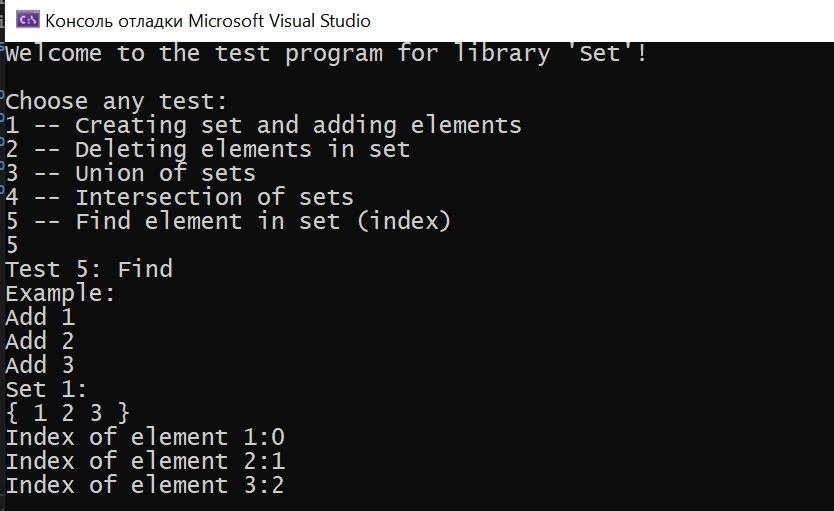 Консоль отладки Microsoft Visual Studio
Welcome to the test program for library 'Set'!
Choose any test:
1 -- Creating set and adding elements
2 -- Deleting elements in set
3 -- Union of sets
4 -- Intersection of sets
5 -- Find element in set (index)
5
Test 5: Find
Example:
Add 1
Add 2
Add 3
Set 1:
{ 1 2 3 }
Index of element 1:0
Index of element 2:1
Index of element 3:2